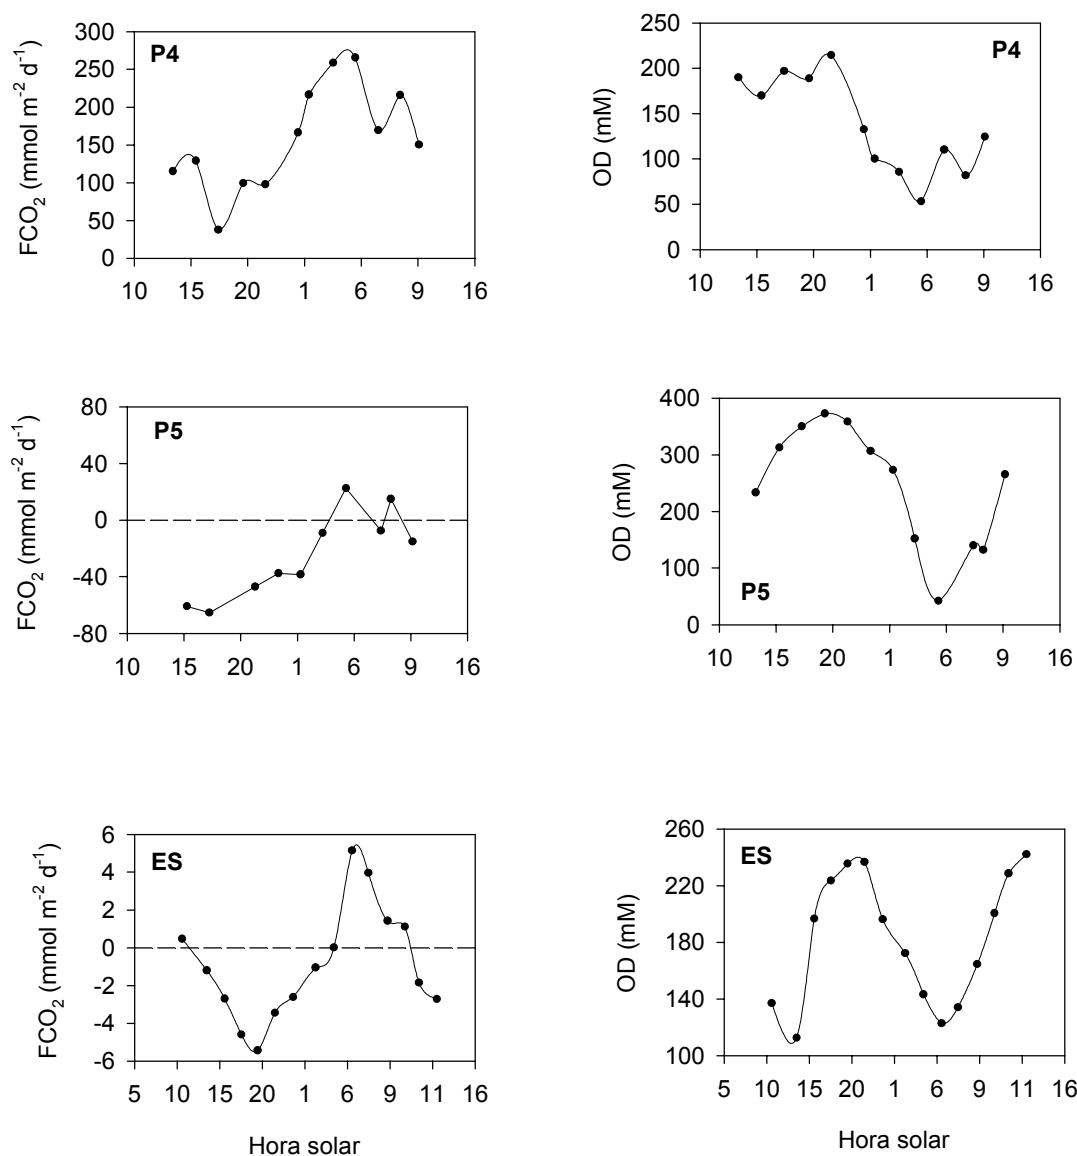 P4
FCO2 (mmol m-2 d-1)
300
250
200
150
100
50
0
10 15 20 1 6 9 16
P4
OD (mM)
250
200
150
100
50
0
10 15 20 1 6 9 16
P5
FCO2 (mmol m-2 d-1)
80
40
0
-40
-80
10 15 20 1 6 9 16
P5
OD (mM)
400
300
200
100
0
10 15 20 1 6 9 16
ES
FCO2 (mmol m-2 d-1)
6
4
2
0
-2
-4
-6
5 10 15 20 1 6 9 11 16
Hora solar
ES
OD (mM)
260
220
180
140
100
5 10 15 20 1 6 9 11 16
Hora solar